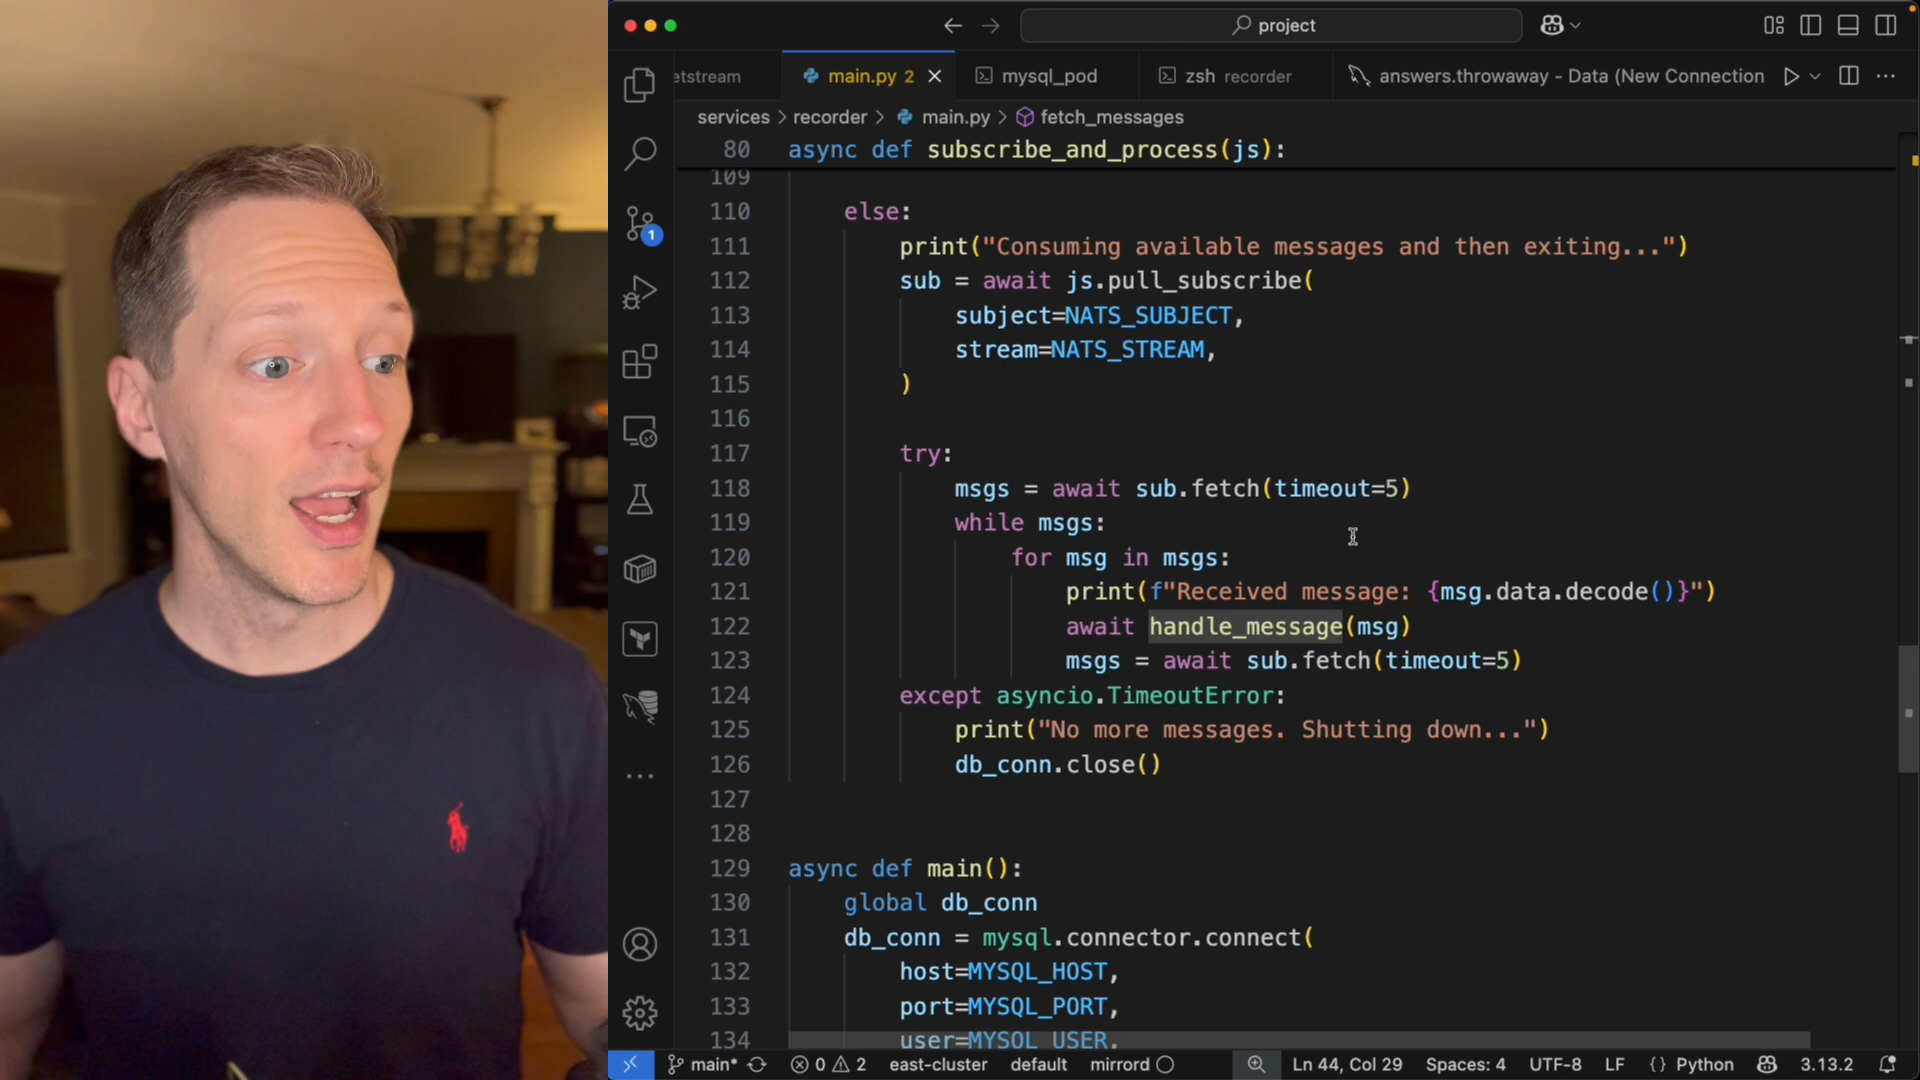 project
etstream
main.py 2
mysql_pod
zsh recorder
answers.throwaway - Data (New Connection
services > recorder > main.py > fetch_messages
80 async def subscribe_and_process(js):
109
110 else:
111 print("Consuming available messages and then exiting...")
112 sub = await js.pull_subscribe(
113 subject=NATS_SUBJECT,
114 stream=NATS_STREAM,
115 )
116
117 try:
118 msgs = await sub.fetch(timeout=5)
119 while msgs:
120 for msg in msgs:
121 print(f"Received message: {msg.data.decode()}")
122 await handle_message(msg)
123 msgs = await sub.fetch(timeout=5)
124 except asyncio.TimeoutError:
125 print("No more messages. Shutting down...")
126 db_conn.close()
127
128
129 async def main():
130 global db_conn
131 db_conn = mysql.connector.connect(
132 host=MYSQL_HOST,
133 port=MYSQL_PORT,
134 user=MYSQL_USER,
1
main* 0 2 east-cluster default mirrord Ln 44, Col 29 Spaces: 4 UTF-8 LF {} Python 3.13.2